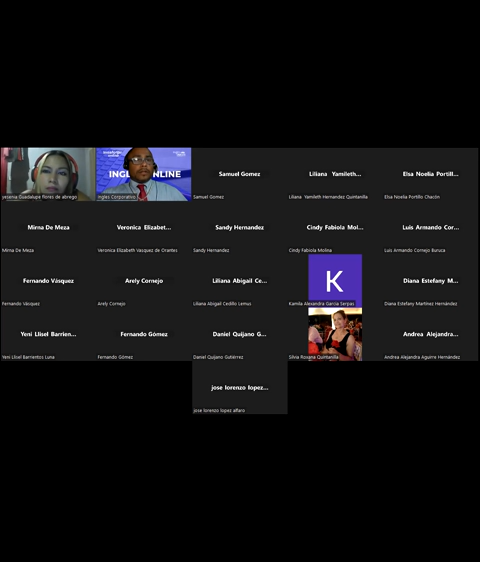 yesenia Guadalupe flores de abrego
INGL
NLINE
Ingles Corporativo
Samuel Gomez
Samuel Gomez
Liliana Yamileth...
Liliana Yamileth Hernandez Quintanilla
Elsa Noelia Portill...
Elsa Noelia Portillo Chacón
Mirna De Meza
Mirna De Meza
Veronica Elizabet...
Veronica Elizabeth Vasquez de Orantes
Sandy Hernandez
Sandy Hernandez
Cindy Fabiola Mol...
Cindy Fabiola Molina
Luis Armando Cor...
Luis Armando Cornejo Buruca
Fernando Vásquez
Fernando Vásquez
Arely Cornejo
Arely Cornejo
Liliana Abigail Ce...
Liliana Abigail Cedillo Lemus
K
Kamila Alexandra Garcia Serpas
Diana Estefany M...
Diana Estefany Martínez Hernández
Yeni Llisel Barrien...
Yeni Llisel Barrientos Luna
Fernando Gómez
Fernando Gómez
Daniel Quijano G...
Daniel Quijano Gutiérrez
Silvia Rosana Quintanilla
Andrea Alejandra...
Andrea Alejandra Aguirre Hernández
jose lorenzo lopez...
jose lorenzo lopez alfaro